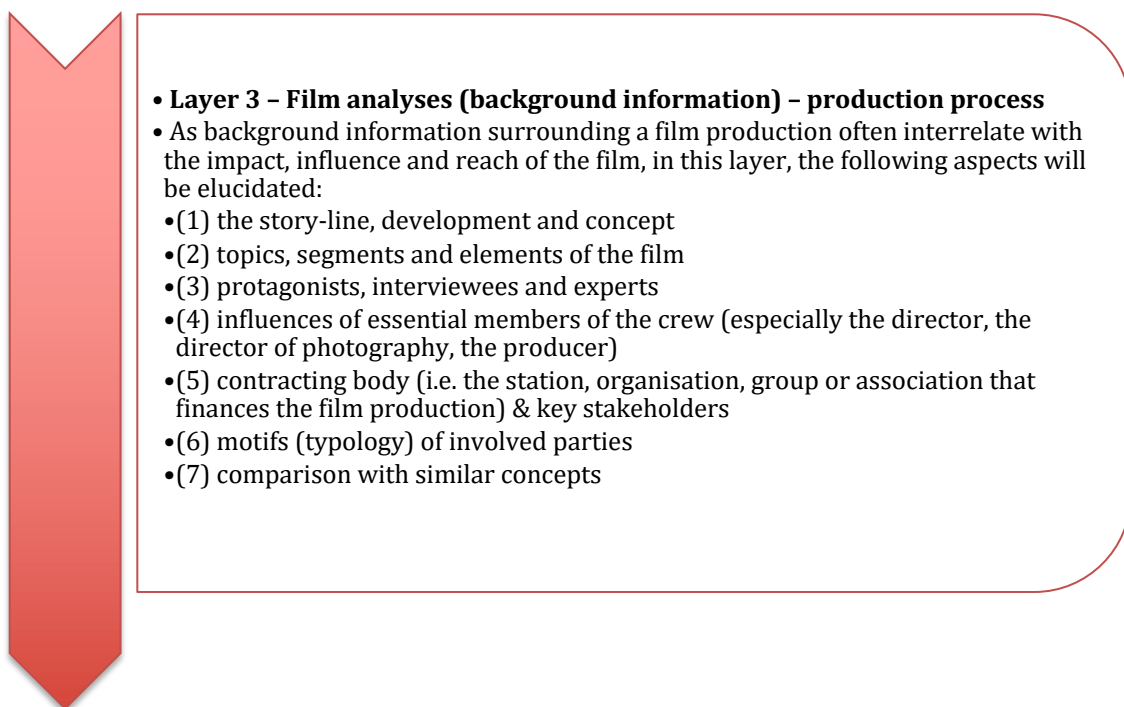 • Layer 3 – Film analyses (background information) – production process
• As background information surrounding a film production often interrelate with
the impact, influence and reach of the film, in this layer, the following aspects will
be elucidated:
•(1) the story-line, development and concept
•(2) topics, segments and elements of the film
•(3) protagonists, interviewees and experts
•(4) influences of essential members of the crew (especially the director, the
director of photography, the producer)
•(5) contracting body (i.e. the station, organisation, group or association that
finances the film production) & key stakeholders
•(6) motifs (typology) of involved parties
•(7) comparison with similar concepts